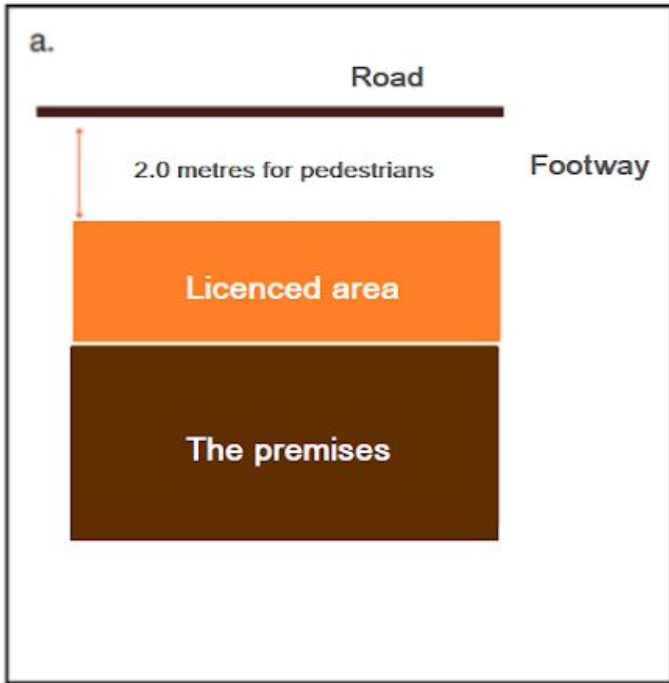 a.
Road
2.0 metres for pedestrians
Footway
Licenced area
The premises